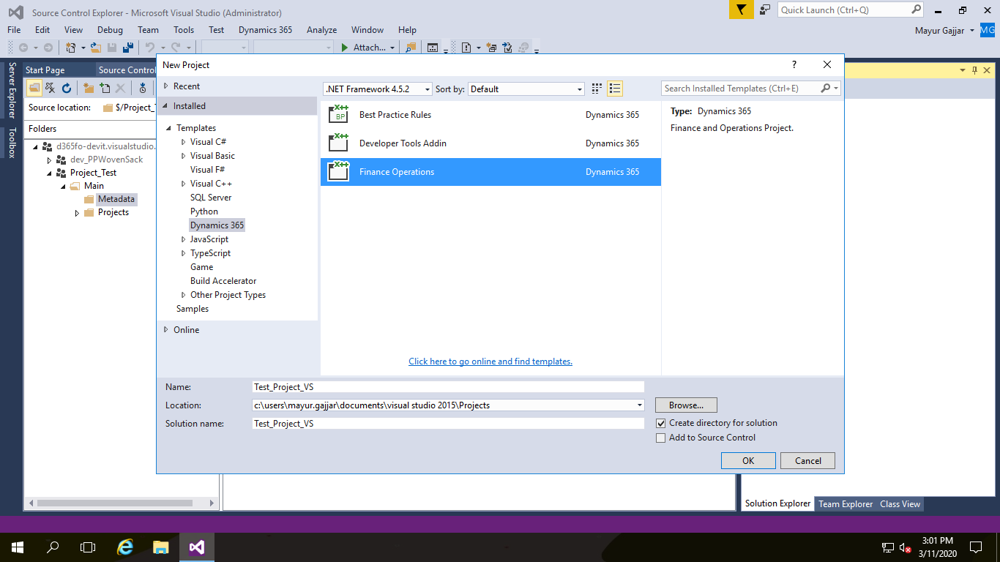 Source Control Explorer - Microsoft Visual Studio (Administrator)
Quick Launch (Ctrl+Q)
File Edit View Debug Team Tools Test Dynamics 365 Analyze Window Help
Mayur Gajjar MG
Attach...
Server Explorer
Toolbox
Start Page
Source Control
Source location: $/Project_T
Folders
d365fo-devit.visualstudio.
dev_PPWovenSack
Project_Test
Main
Metadata
Projects
New Project
?
Recent
Installed
Templates
Visual C#
Visual Basic
Visual F#
Visual C++
SQL Server
Python
Dynamics 365
JavaScript
TypeScript
Game
Build Accelerator
Other Project Types
Samples
Online
.NET Framework 4.5.2
Sort by: Default
Search Installed Templates (Ctrl+E)
X++ BP
Best Practice Rules Dynamics 365
X++
Developer Tools Addin Dynamics 365
X++
Finance Operations Dynamics 365
Type: Dynamics 365
Finance and Operations Project.
Click here to go online and find templates.
Name: Test_Project_VS
Location: c:\users\mayur.gajjar\documents\visual studio 2015\Projects
Browse...
Solution name: Test_Project_VS
Create directory for solution
Add to Source Control
OK
Cancel
Solution Explorer Team Explorer Class View
3:01 PM
3/11/2020